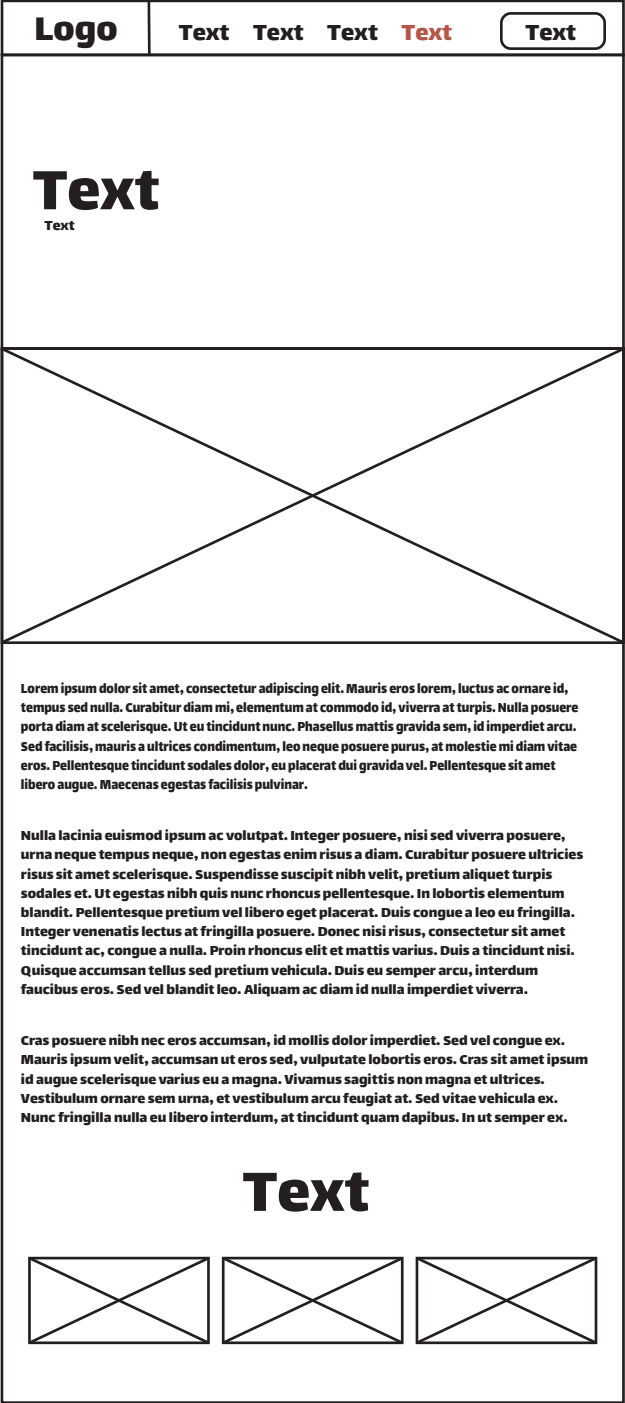 Logo Text Text Text Text Text
Text
Text
Lorem ipsum dolor sit amet, consectetur adipiscing elit. Mauris eros lorem, luctus ac ornare id,
tempus sed nulla. Curabitur diam mi, elementum at commodo id, viverra at turpis. Nulla posuere
porta diam at scelerisque. Ut eu tincidunt nunc. Phasellus mattis gravida sem, id imperdiet arcu.
Sed facilisis, mauris a ultrices condimentum, leo neque posuere purus, at molestie mi diam vitae
eros. Pellentesque tincidunt sodales dolor, eu placerat dui gravida vel. Pellentesque sit amet
libero augue. Maecenas egestas facilisis pulvinar.
Nulla lacinia euismod ipsum ac volutpat. Integer posuere, nisi sed viverra posuere,
urna neque tempus neque, non egestas enim risus a diam. Curabitur posuere ultricies
risus sit amet scelerisque. Suspendisse suscipit nibh velit, pretium aliquet turpis
sodales et. Ut egestas nibh quis nunc rhoncus pellentesque. In lobortis elementum
blandit. Pellentesque pretium vel libero eget placerat. Duis congue a leo eu fringilla.
Integer venenatis lectus at fringilla posuere. Donec nisi risus, consectetur sit amet
tincidunt ac, congue a nulla. Proin rhoncus elit et mattis varius. Duis a tincidunt nisi.
Quisque accumsan tellus sed pretium vehicula. Duis eu semper arcu, interdum
faucibus eros. Sed vel blandit leo. Aliquam ac diam id nulla imperdiet viverra.
Cras posuere nibh nec eros accumsan, id mollis dolor imperdiet. Sed vel congue ex.
Mauris ipsum velit, accumsan ut eros sed, vulputate lobortis eros. Cras sit amet ipsum
id augue scelerisque varius eu a magna. Vivamus sagittis non magna et ultrices.
Vestibulum ornare sem urna, et vestibulum arcu feugiat at. Sed vitae vehicula ex.
Nunc fringilla nulla eu libero interdum, at tincidunt quam dapibus. In ut semper ex.
Text